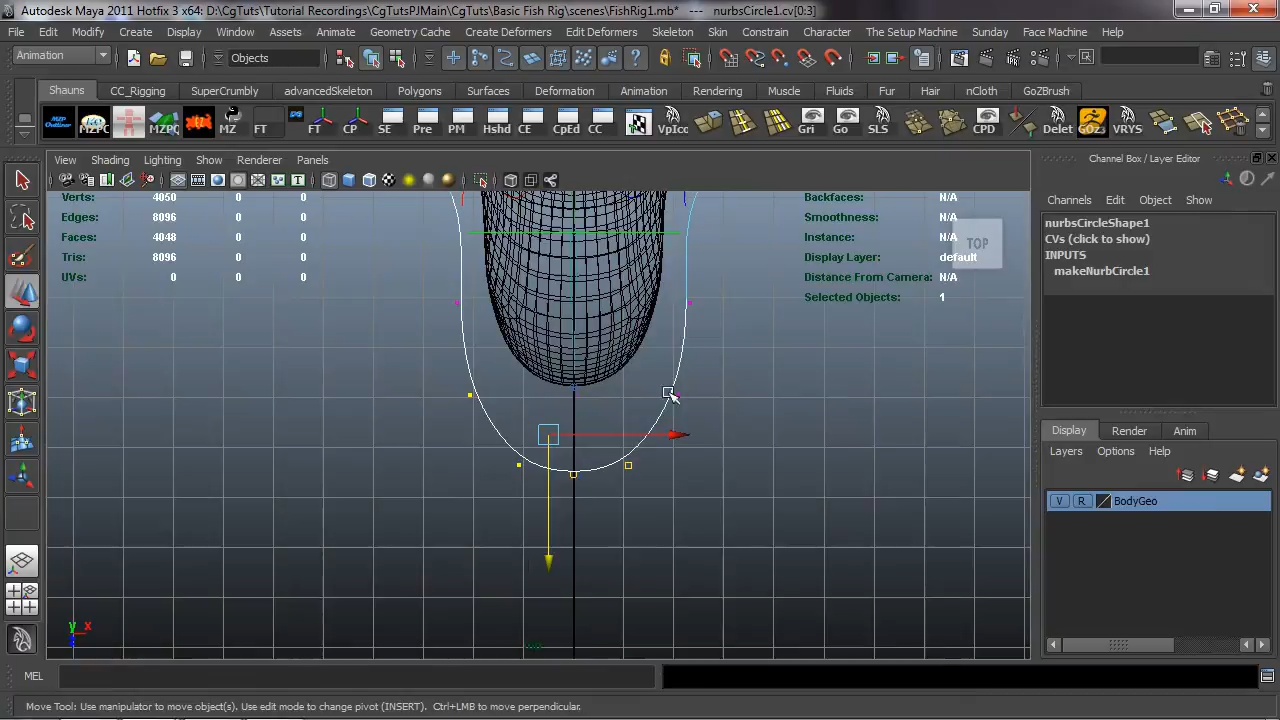 Autodesk Maya 2011 Hotfix 3 x64: D:\CgTuts\Tutorial Recordings\CgTutsPJMain\CgTuts\Basic Fish Rig\scenes\FishRig1.mb* --- nurbsCircle1.cv[0:3]
File Edit Modify Create Display Window Assets Animate Geometry Cache Create Deformers Edit Deformers Skeleton Skin Constrain Character The Setup Machine Sunday Face Machine Help
Animation Objects
Shauns CC_Rigging SuperCrumbly advancedSkeleton Polygons Surfaces Deformation Animation Rendering Muscle Fluids Fur Hair nCloth GoZBrush
MZPC MZPC MZ FT FT CP SE Pre PM Hshd CE CpEd CC VpIcc Gri Go SLS CPD Delet GOz3 VRYS
View Shading Lighting Show Renderer Panels
Channel Box / Layer Editor
Channels Edit Object Show
Verts: 4050 0 0
Edges: 8096 0 0
Faces: 4048 0 0
Tris: 8096 0 0
UVs: 0 0 0
Backfaces: N/A
Smoothness: N/A
Instance: N/A
Display Layer: default
Distance From Camera: N/A
Selected Objects: 1
TOP
nurbsCircleShape1
CVs (click to show)
INPUTS
makeNurbCircle1
Display Render Anim
Layers Options Help
V R BodyGeo
y x
z
MEL
Move Tool: Use manipulator to move object(s). Use edit mode to change pivot (INSERT). Ctrl+LMB to move perpendicular.